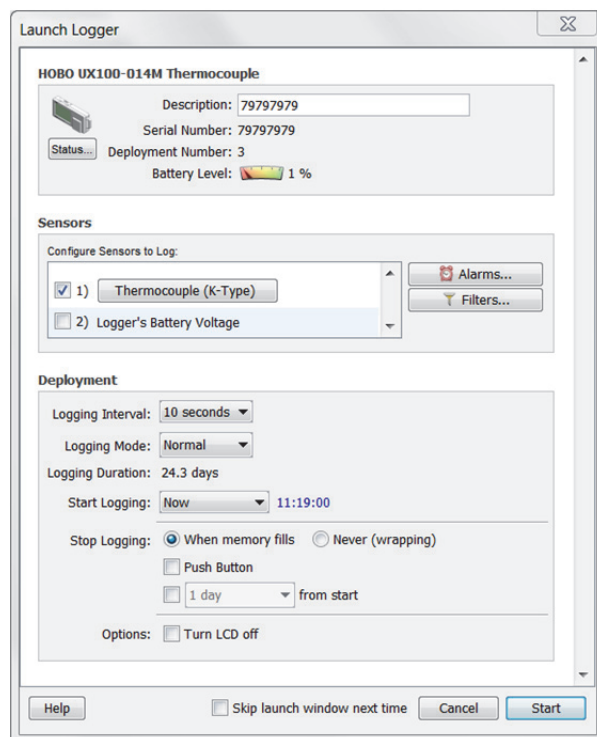 Launch Logger
HOBO UX100-014M Thermocouple
Description: 79797979
Serial Number: 79797979
Status... Deployment Number: 3
Battery Level: 1 %
Sensors
Configure Sensors to Log:
1) Thermocouple (K-Type)
2) Logger's Battery Voltage
Alarms...
Filters...
Deployment
Logging Interval: 10 seconds
Logging Mode: Normal
Logging Duration: 24.3 days
Start Logging: Now 11:19:00
Stop Logging: When memory fills Never (wrapping)
Push Button
1 day from start
Options: Turn LCD off
Help Skip launch window next time Cancel Start